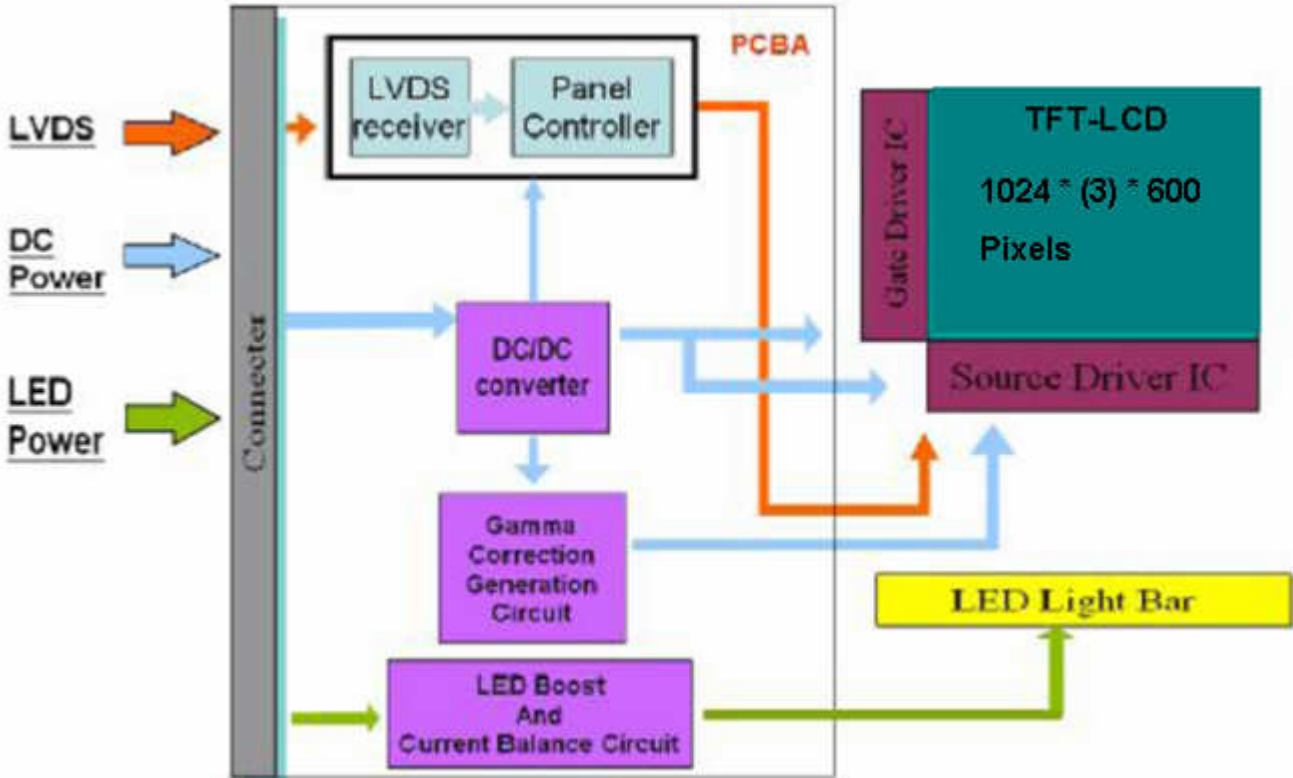 PCBA
LVDS
receiver
Panel
Controller
LVDS
DC
Power
LED
Power
Connecter
DC/DC
converter
Gamma
Correction
Generation
Circuit
LED Boost
And
Current Balance Circuit
Gate Driver IC
TFT-LCD
1024 * (3) * 600
Pixels
Source Driver IC
LED Light Bar